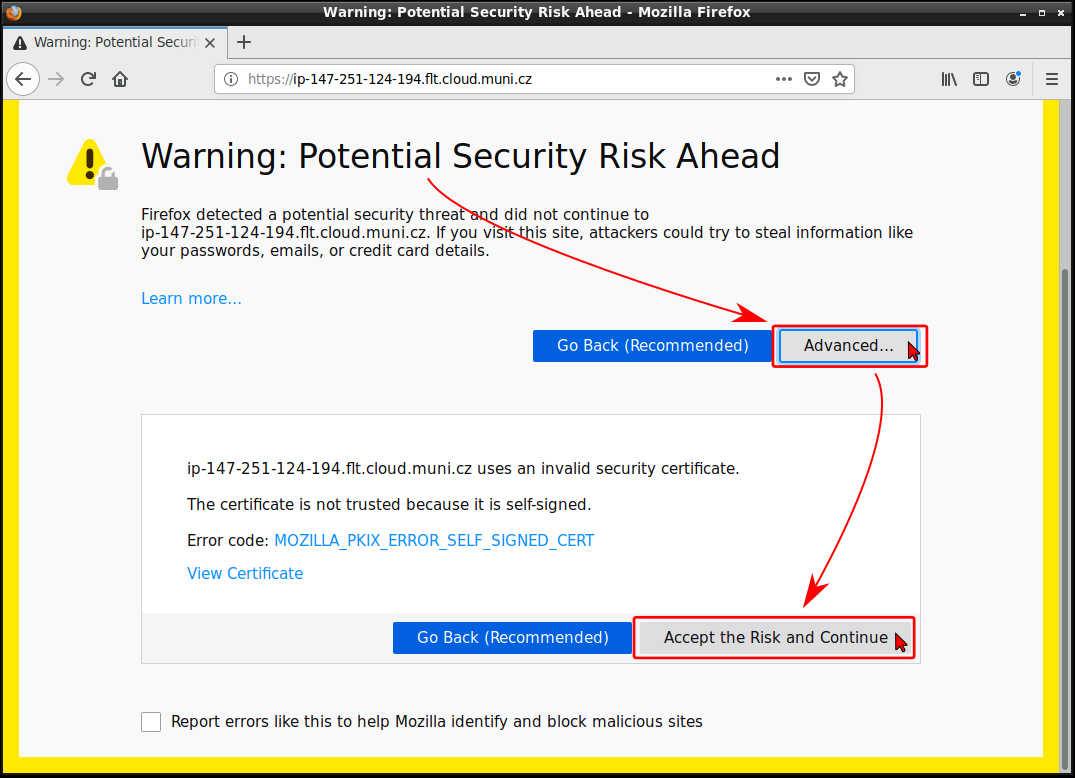 Warning: Potential Security Risk Ahead - Mozilla Firefox
Warning: Potential Securi
https://ip-147-251-124-194.flt.cloud.muni.cz
Warning: Potential Security Risk Ahead
Firefox detected a potential security threat and did not continue to
ip-147-251-124-194.flt.cloud.muni.cz. If you visit this site, attackers could try to steal information like
your passwords, emails, or credit card details.
Learn more…
Go Back (Recommended)
Advanced…
ip-147-251-124-194.flt.cloud.muni.cz uses an invalid security certificate.
The certificate is not trusted because it is self-signed.
Error code: MOZILLA_PKIX_ERROR_SELF_SIGNED_CERT
View Certificate
Go Back (Recommended)
Accept the Risk and Continue
Report errors like this to help Mozilla identify and block malicious sites